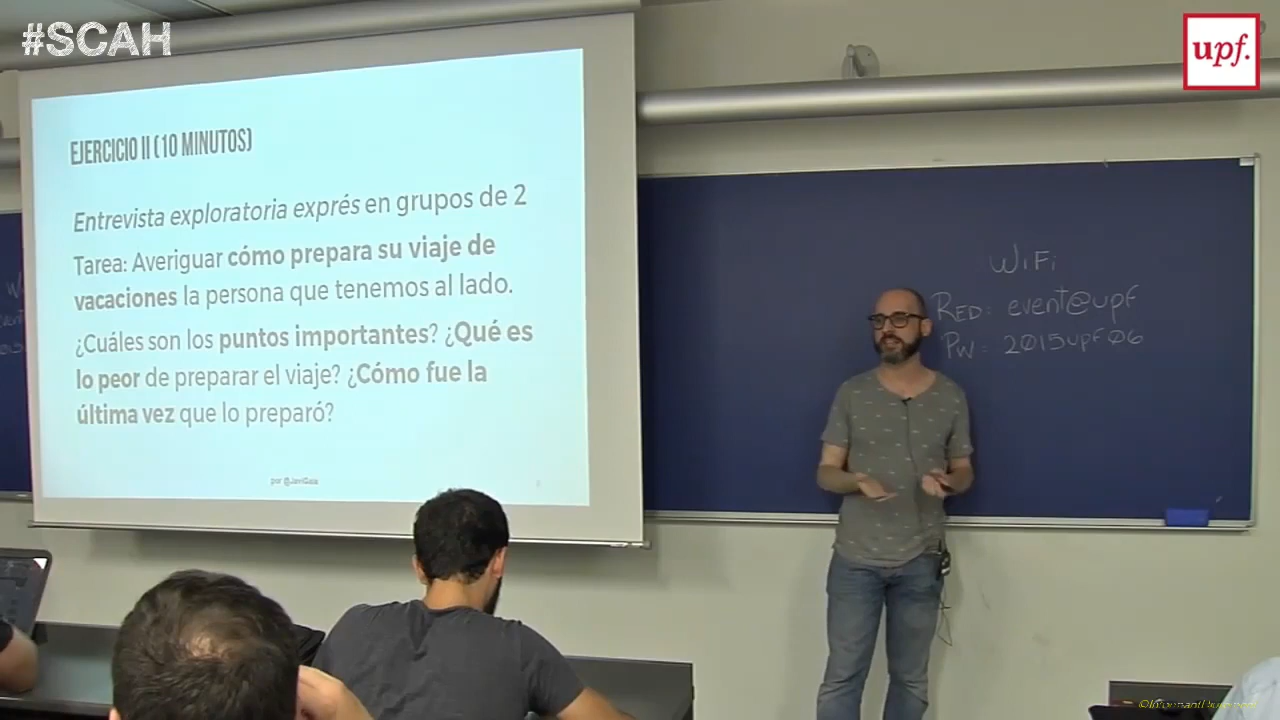 #SCAH
upf.
EJERCICIO II (10 MINUTOS)
Entrevista exploratoria exprés en grupos de 2
Tarea: Averiguar cómo prepara su viaje de
vacaciones la persona que tenemos al lado.
¿Cuáles son los puntos importantes? ¿Qué es
lo peor de preparar el viaje? ¿Cómo fue la
última vez que lo preparó?
por
WiFi
RED: event@upf
PW: 2015upf06